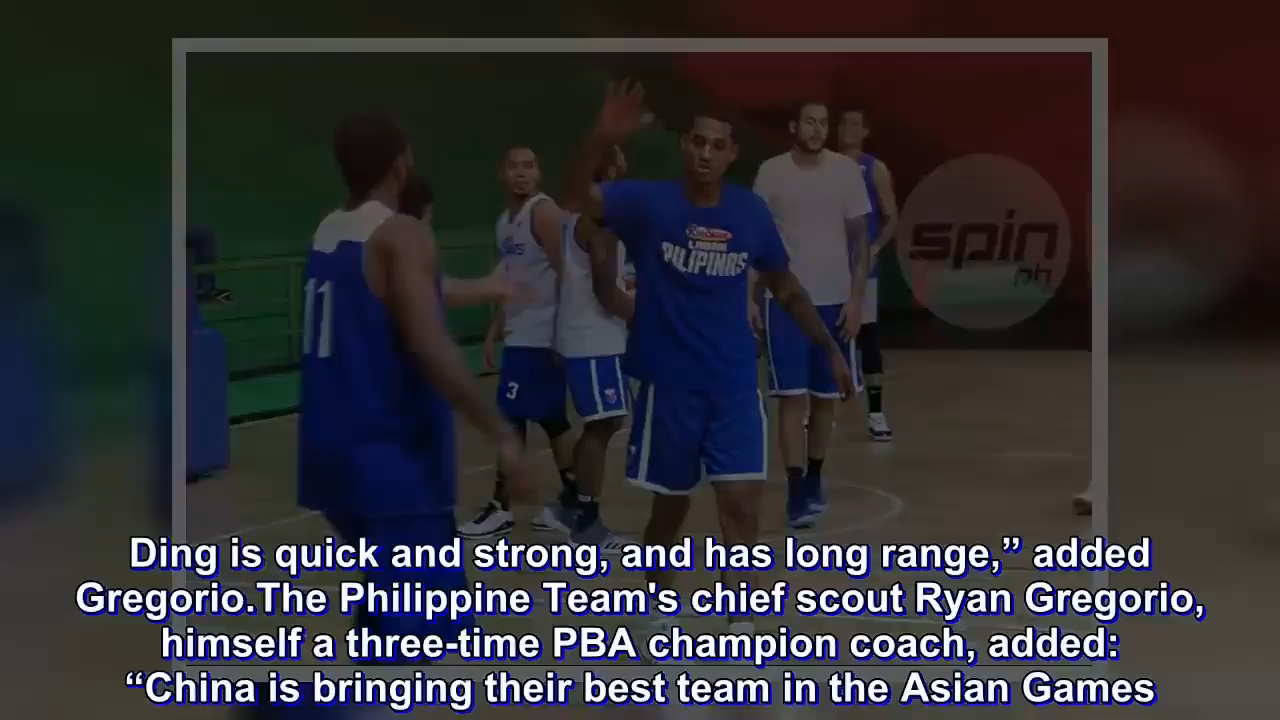 spin
.ph
11
3
PILIPINAS
Ding is quick and strong, and has long range,” added
Gregorio.The Philippine Team's chief scout Ryan Gregorio,
himself a three-time PBA champion coach, added:
“China is bringing their best team in the Asian Games